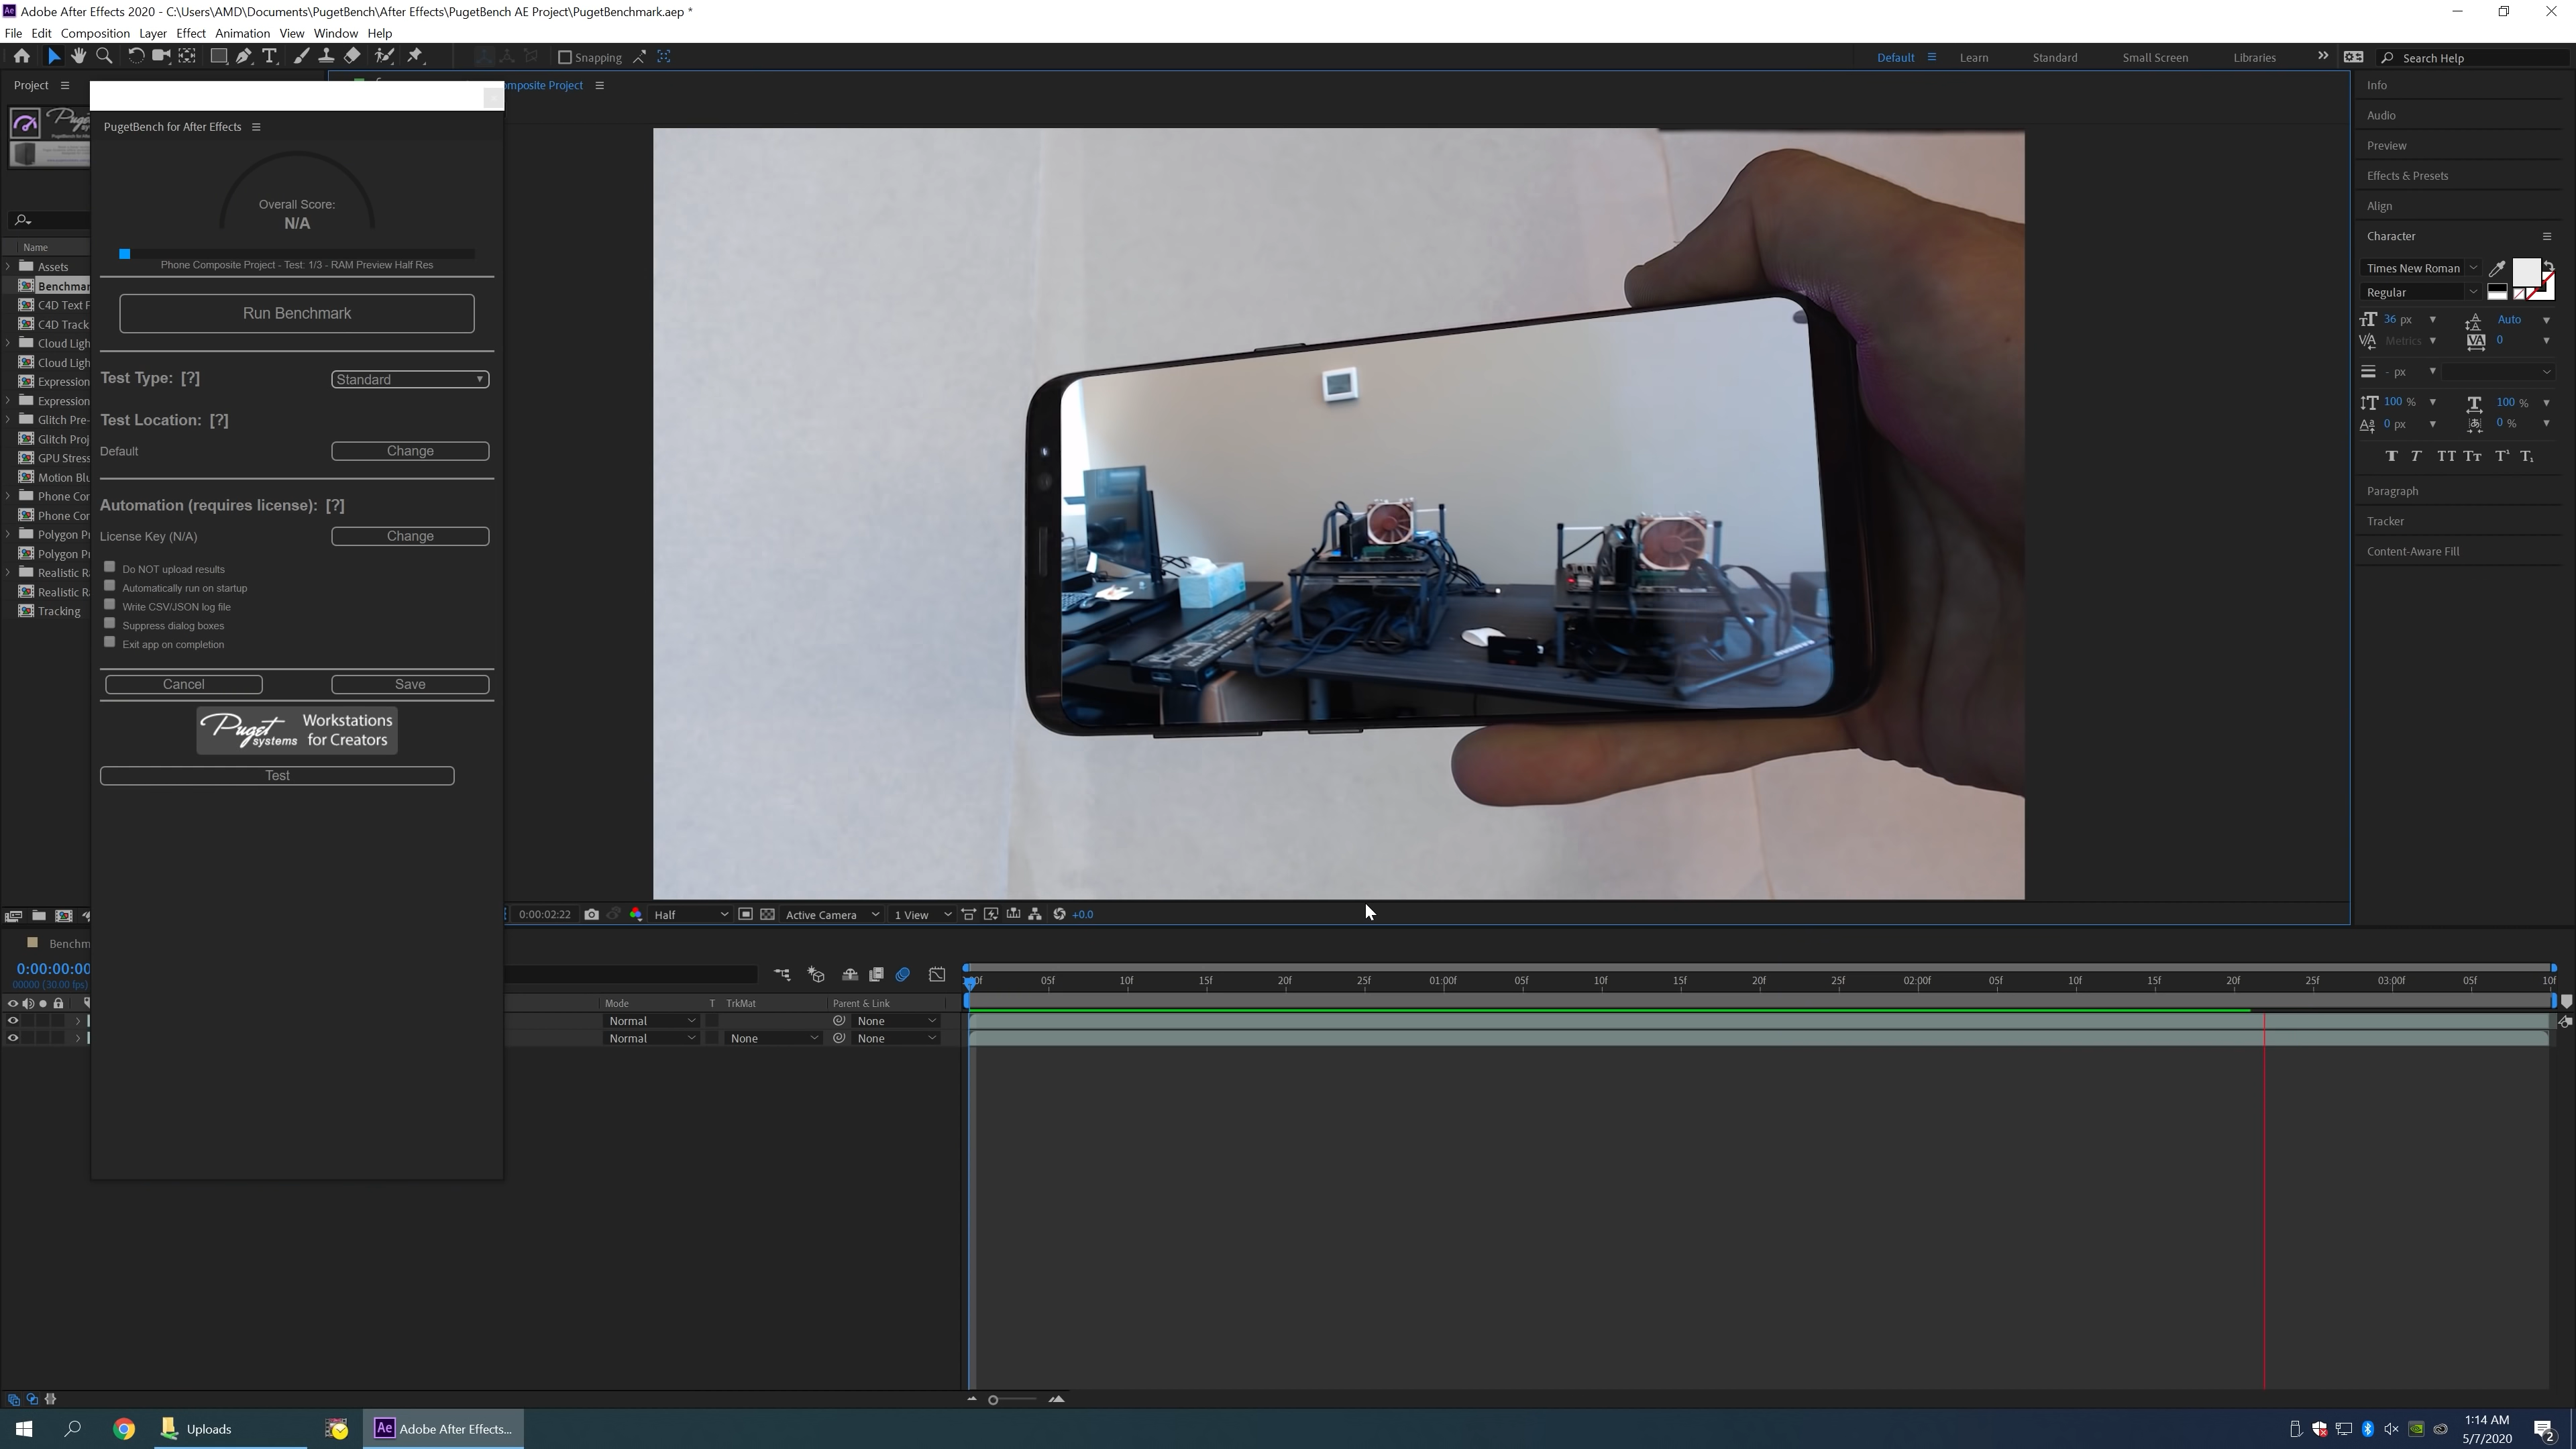 Adobe After Effects 2020 - C:\Users\AMD\Documents\PugetBench\After Effects\PugetBench AE Project\PugetBenchmark.aep *
File Edit Composition Layer Effect Animation View Window Help
Snapping
Default Learn Standard Small Screen Libraries Search Help
Project
omposite Project
PugetBench for After Effects
Overall Score:
N/A
Phone Composite Project - Test: 1/3 - RAM Preview Half Res
Run Benchmark
Test Type: [?] Standard
Test Location: [?]
Default Change
Automation (requires license): [?]
License Key (N/A) Change
Do NOT upload results
Automatically run on startup
Write CSV/JSON log file
Suppress dialog boxes
Exit app on completion
Cancel Save
Puget systems Workstations for Creators
Test
Name
Assets
Benchmar
C4D Text F
C4D Track
Cloud Ligh
Cloud Ligh
Expression
Expression
Glitch Pre-
Glitch Proj
GPU Stress
Motion Blu
Phone Cor
Phone Cor
Polygon Pr
Polygon Pr
Realistic Ra
Realistic Ra
Tracking
Info
Audio
Preview
Effects & Presets
Align
Character
Times New Roman
Regular
36 px Auto
Metrics 0
- px
100 % 100 %
0 px 0 %
Paragraph
Tracker
Content-Aware Fill
0:00:02:22 Half Active Camera 1 View +0.0
Benchm
0:00:00:00
00000 (30.00 fps)
05f 10f 15f 20f 25f 01:00f 05f 10f 15f 20f 25f 02:00f 05f 10f 15f 20f 25f 03:00f 05f 10f
Mode T TrkMat Parent & Link
Normal None
Normal None None
Uploads
Adobe After Effects...
1:14 AM
5/7/2020
2